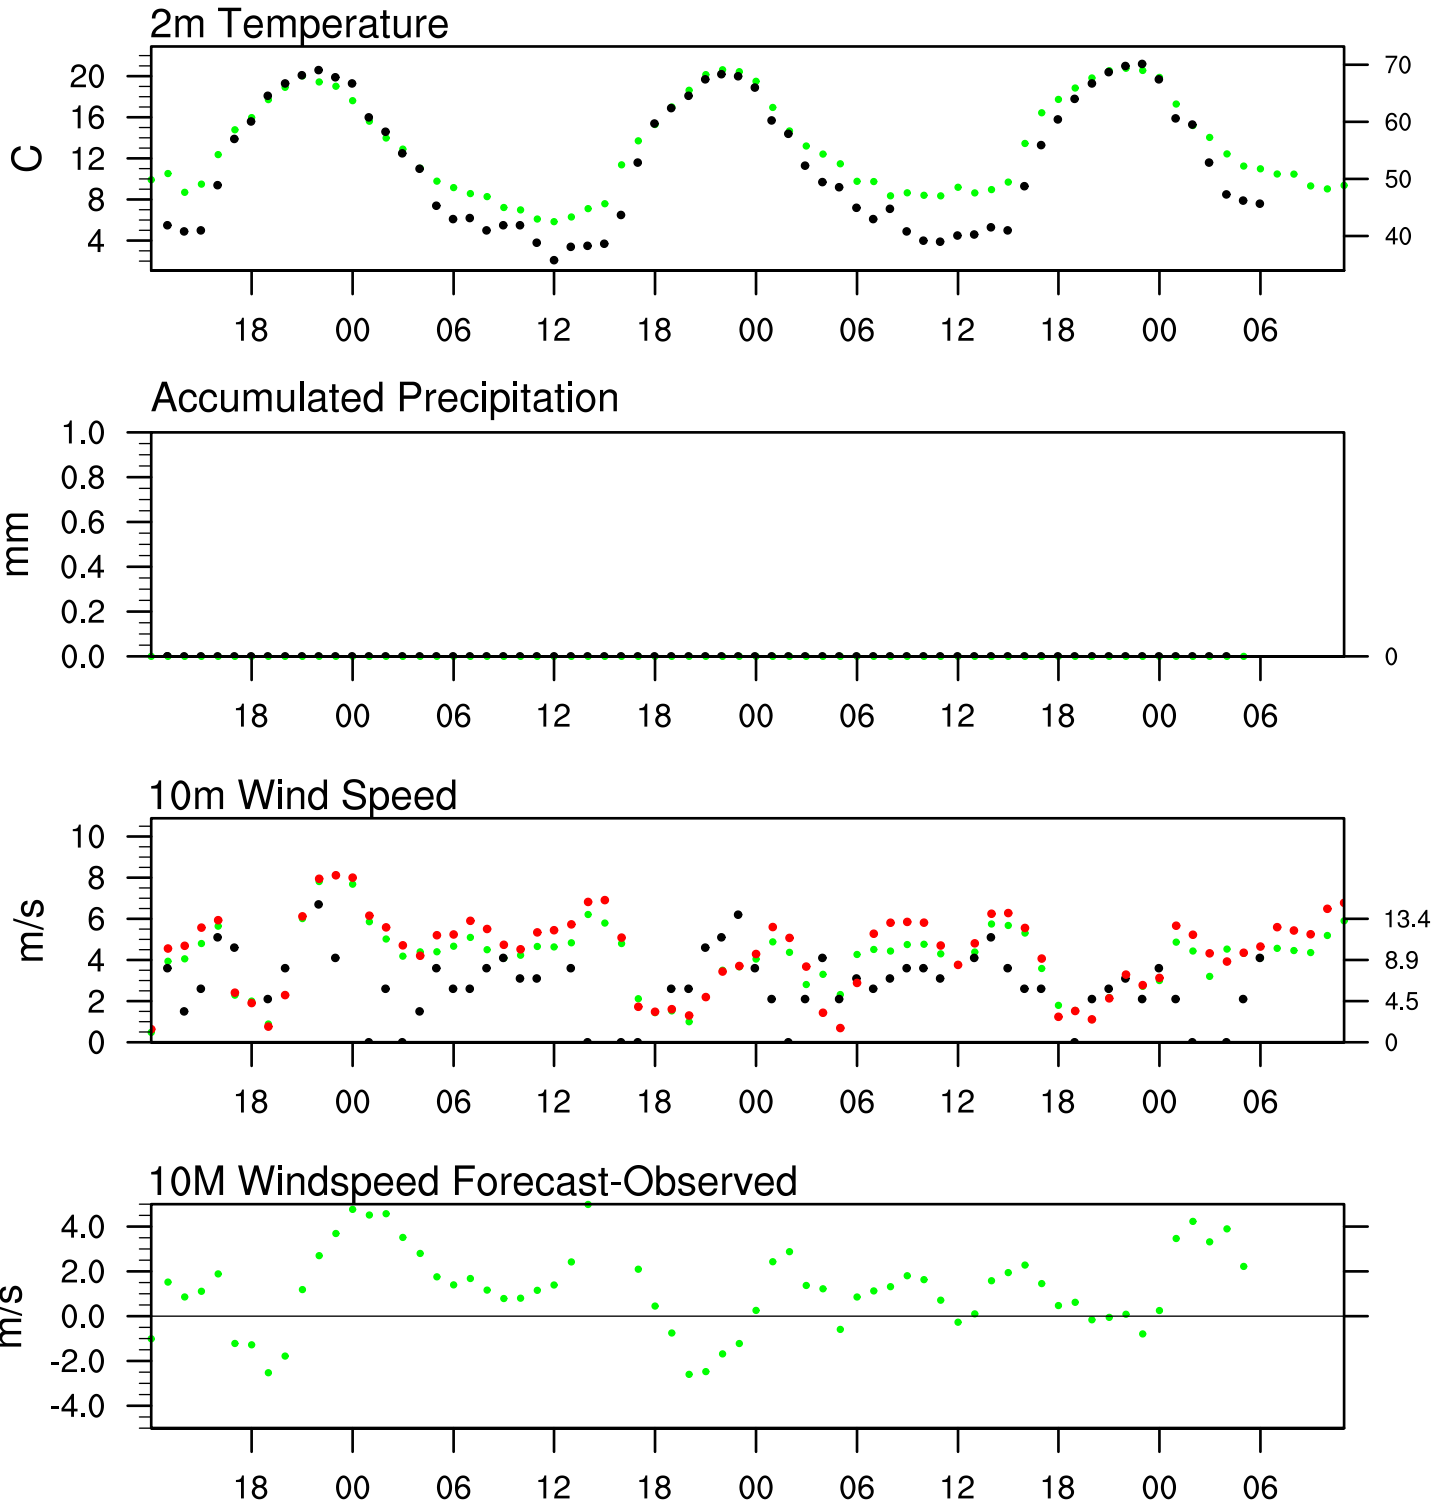 2m Temperature
20
16
12
8
4
C
70
60
50
40
18 00 06 12 18 00 06 12 18 00 06
Accumulated Precipitation
1.0
0.8
0.6
0.4
0.2
0.0
mm
0
18 00 06 12 18 00 06 12 18 00 06
10m Wind Speed
10
8
6
4
2
0
m/s
13.4
8.9
4.5
0
18 00 06 12 18 00 06 12 18 00 06
10M Windspeed Forecast-Observed
4.0
2.0
0.0
-2.0
-4.0
m/s
18 00 06 12 18 00 06 12 18 00 06